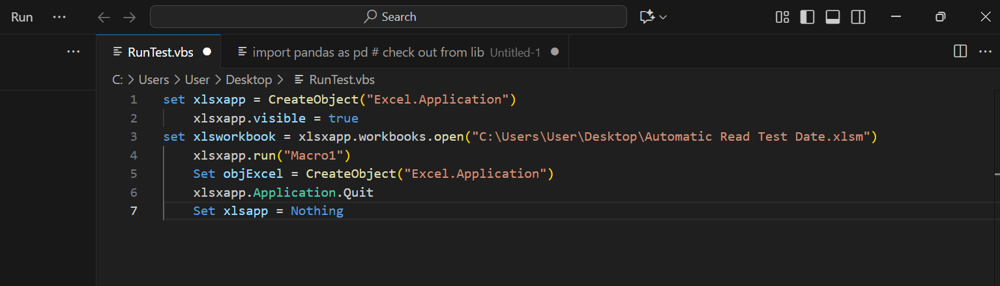 Run ···
Search
···
RunTest.vbs
import pandas as pd # check out from lib Untitled-1
···
C: > Users > User > Desktop > RunTest.vbs
1 set xlsxapp = CreateObject("Excel.Application")
2 xlsxapp.visible = true
3 set xlsworkbook = xlsxapp.workbooks.open("C:\Users\User\Desktop\Automatic Read Test Date.xlsm")
4 xlsxapp.run("Macro1")
5 Set objExcel = CreateObject("Excel.Application")
6 xlsxapp.Application.Quit
7 Set xlsapp = Nothing